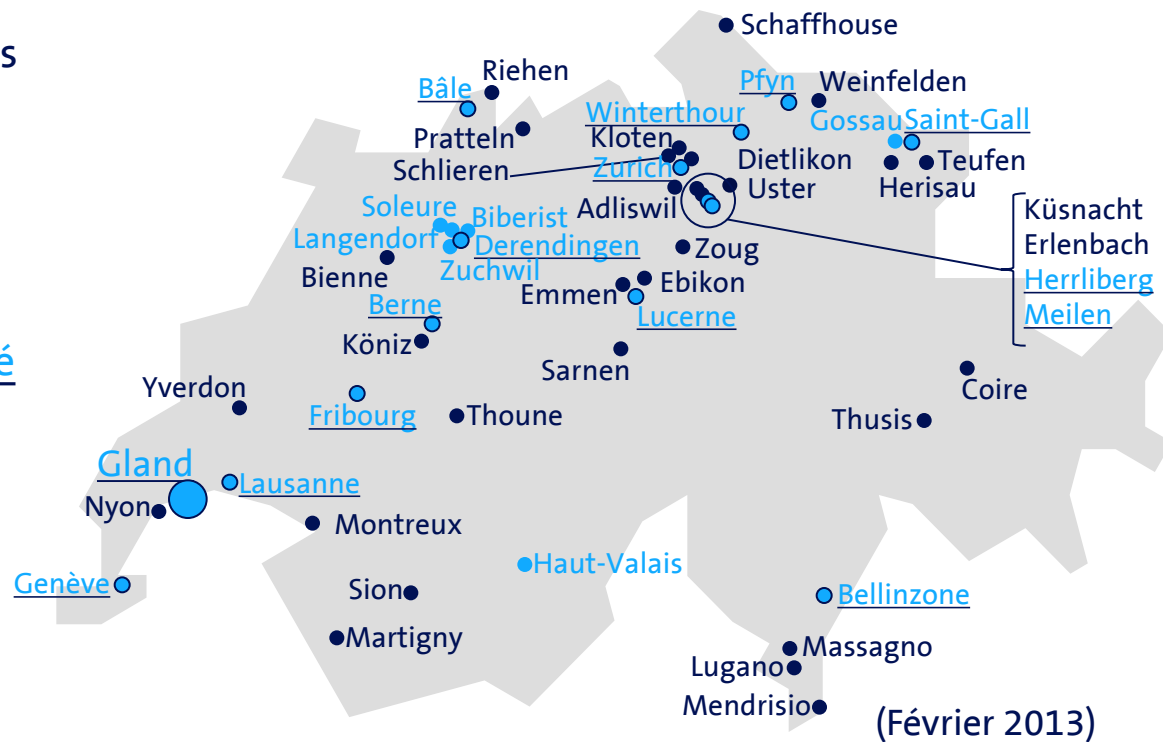 s
Schaffhouse
Riehen
Bâle
Pfyn
Weinfelden
Winterthour
Gossau Saint-Gall
Pratteln
Kloten
Schlieren
Zurich
Dietlikon
Teufen
Uster
Herisau
Adliswil
Soleure
Biberist
Langendorf
Derendingen
Zuchwil
Bienne
Zoug
Küsnacht
Erlenbach
Herrliberg
Meilen
Emmen
Ebikon
Lucerne
Berne
Köniz
Sarnen
è
Yverdon
Fribourg
Thoune
Coire
Thusis
Gland
Lausanne
Nyon
Montreux
Haut-Valais
Genève
Sion
Bellinzone
Martigny
Massagno
Lugano
Mendrisio
(Février 2013)